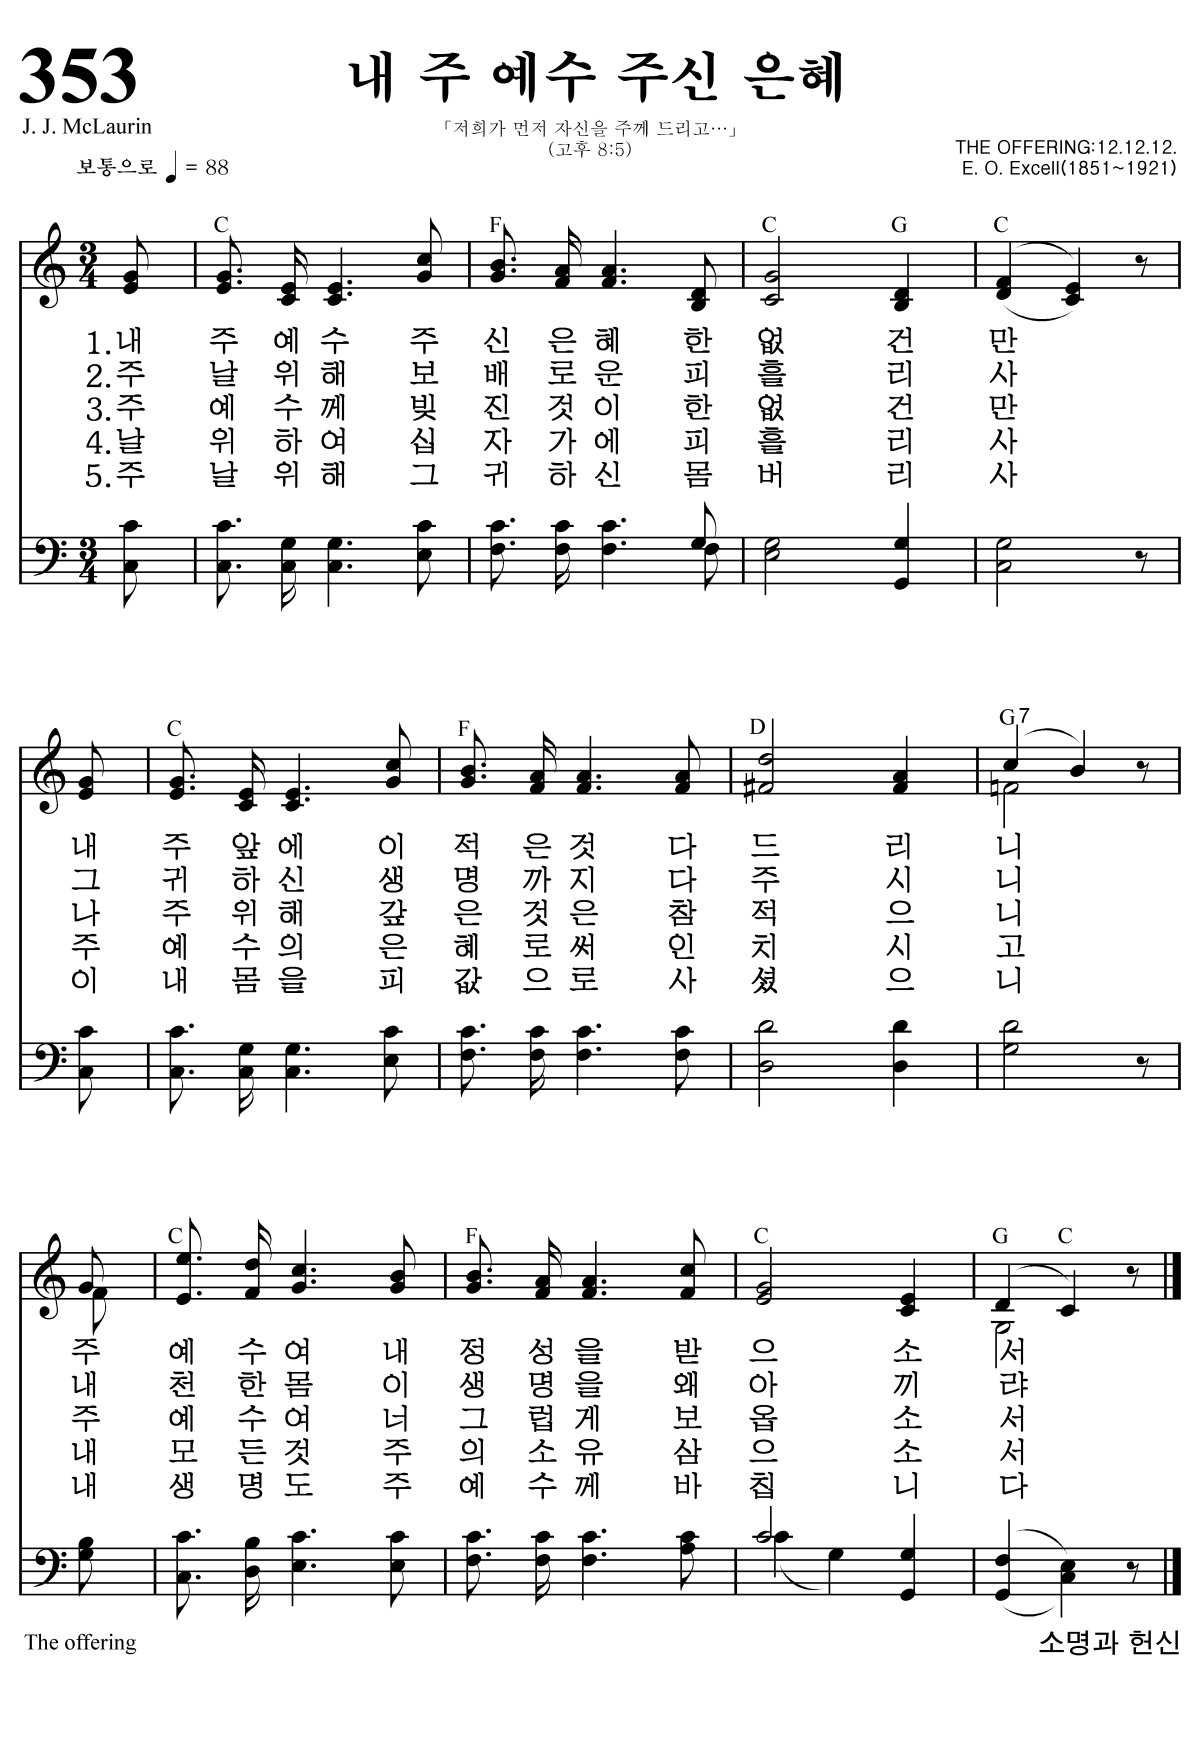 353
내 주 예수 주신 은혜
J. J. McLaurin
「저희가 먼저 자신을 주께 드리고…」
(고후 8:5)
보통으로 ♩ = 88
THE OFFERING:12.12.12.
E. O. Excell(1851~1921)
C F C G C
3 4
1.내 주 예 수 주 신 은 혜 한 없 건 만
2.주 날 위 해 보 배 로 운 피 흘 리 사
3.주 예 수 께 빚 진 것 이 한 없 건 만
4.날 위 하 여 십 자 가 에 피 흘 리 사
5.주 날 위 해 그 귀 하 신 몸 버 리 사
3 4
C F D G7
내 주 앞 에 이 적 은 것 다 드 리 니
그 귀 하 신 생 명 까 지 다 주 시 니
나 주 위 해 갚 은 것 은 참 적 으 니
주 예 수 의 은 혜 로 써 인 치 시 고
이 내 몸 을 피 값 으 로 사 셨 으 니
C F C G C
주 예 수 여 내 정 성 을 받 으 소 서
내 천 한 몸 이 생 명 을 왜 아 끼 랴
주 예 수 여 너 그 럽 게 보 옵 소 서
내 모 든 것 주 의 소 유 삼 으 소 서
내 생 명 도 주 예 수 께 바 칩 니 다
The offering
소명과 헌신